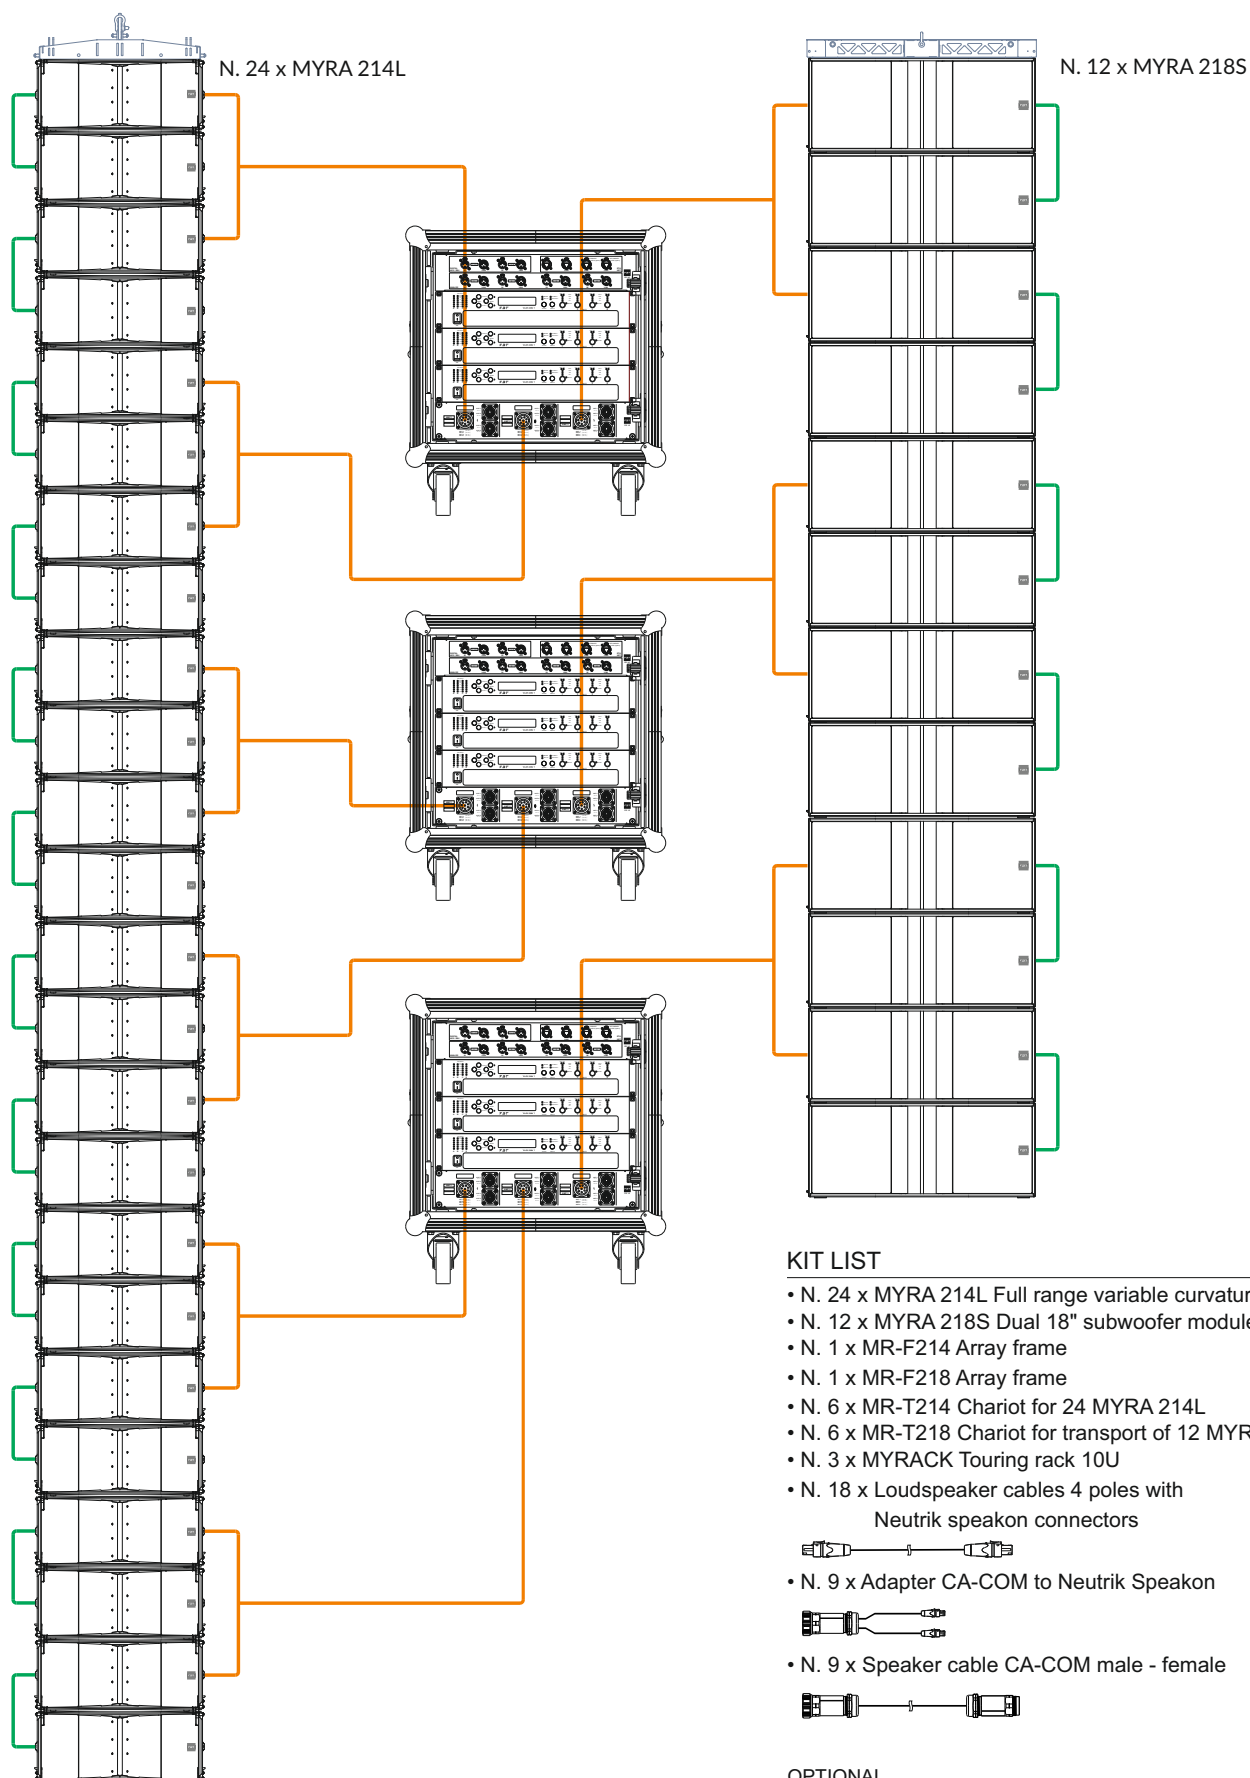 N. 24 x MYRA 214L
N. 12 x MYRA 218S
KIT LIST
• N. 24 x MYRA 214L Full range variable curvatur
• N. 12 x MYRA 218S Dual 18" subwoofer module
• N. 1 x MR-F214 Array frame
• N. 1 x MR-F218 Array frame
• N. 6 x MR-T214 Chariot for 24 MYRA 214L
• N. 6 x MR-T218 Chariot for transport of 12 MYR
• N. 3 x MYRACK Touring rack 10U
• N. 18 x Loudspeaker cables 4 poles with
Neutrik speakon connectors
• N. 9 x Adapter CA-COM to Neutrik Speakon
• N. 9 x Speaker cable CA-COM male - female
OPTIONAL